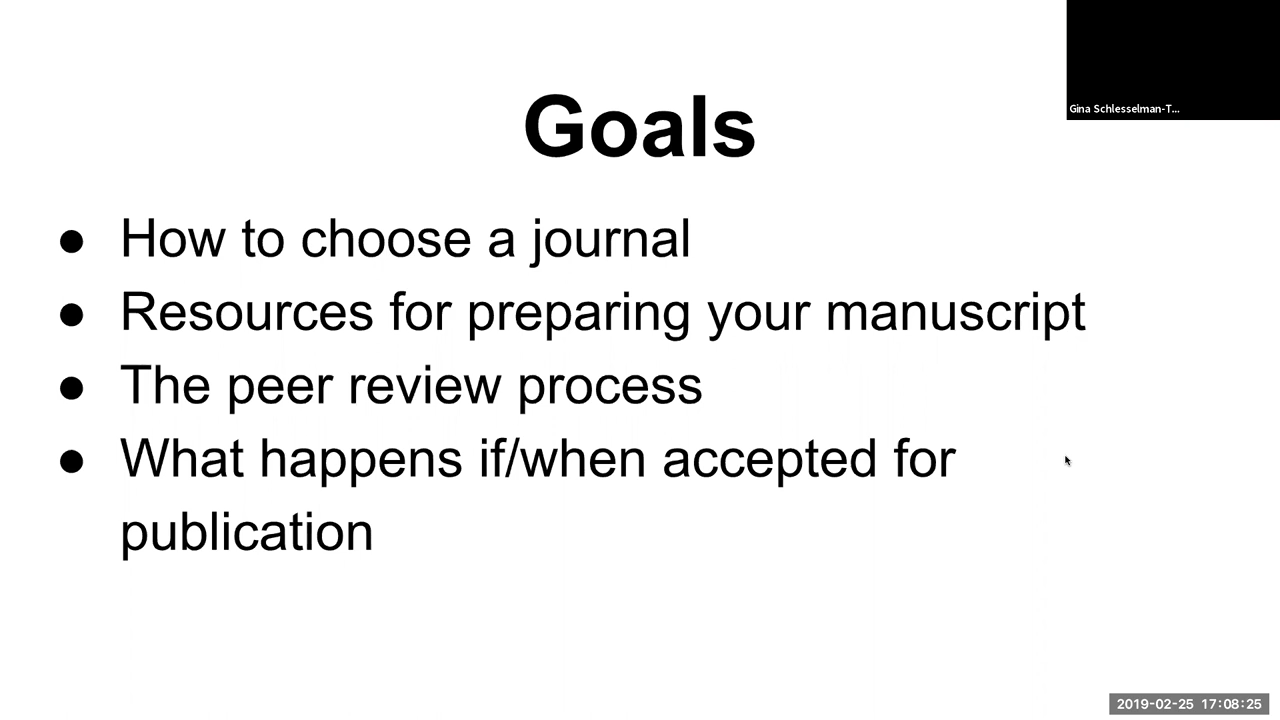 Gina Schlesselman-T...
Goals
● How to choose a journal
● Resources for preparing your manuscript
● The peer review process
● What happens if/when accepted for
publication
2019-02-25 17:08:25